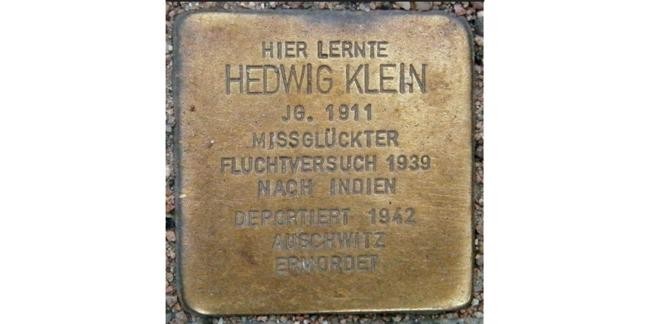 HIER LERNTE
HEDWIG KLEIN
JG. 1911
MISSGLÜCKTER
FLUCHTVERSUCH 1939
NACH INDIEN
DEPORTIERT 1942
AUSCHWITZ
ERMORDET